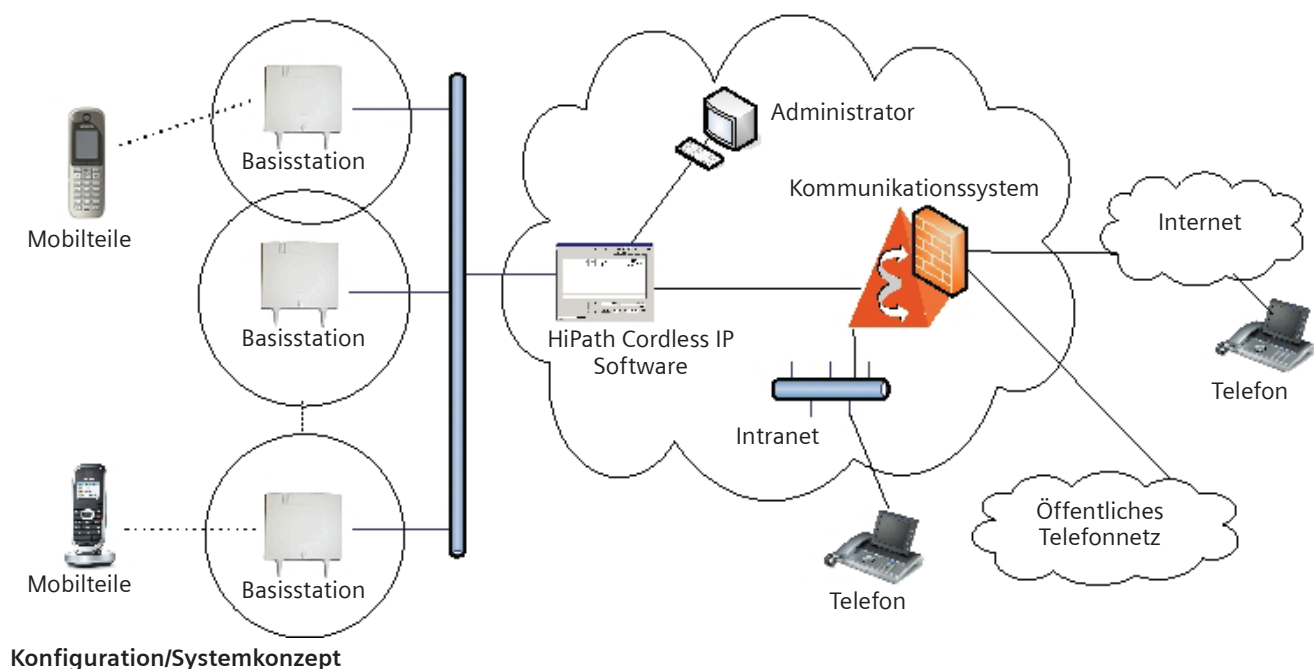 Administrator
Basisstation
Kommunikationssystem
Mobilteile
Internet
Basisstation
HiPath Cordless IP
Software
Telefon
Intranet
Öffentliches
Telefonnetz
Mobilteile
Basisstation
Telefon
Konfiguration/Systemkonzept